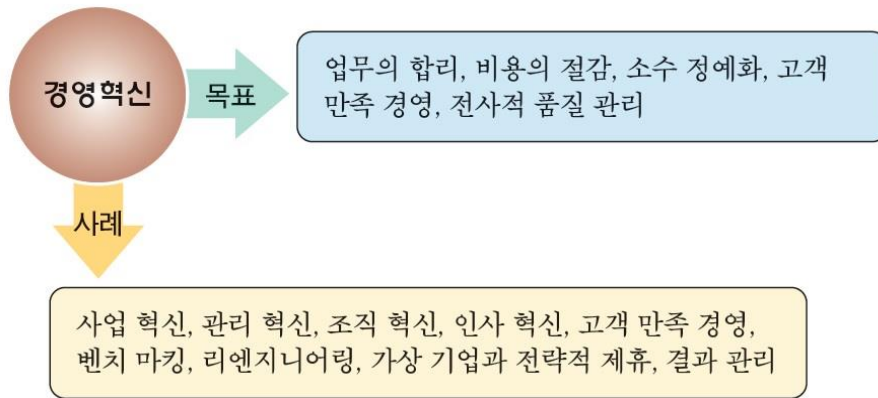 경영혁신
목표
업무의 합리, 비용의 절감, 소수 정예화, 고객
만족 경영, 전사적 품질 관리
사례
사업 혁신, 관리 혁신, 조직 혁신, 인사 혁신, 고객 만족 경영,
벤치 마킹, 리엔지니어링, 가상 기업과 전략적 제휴, 결과 관리